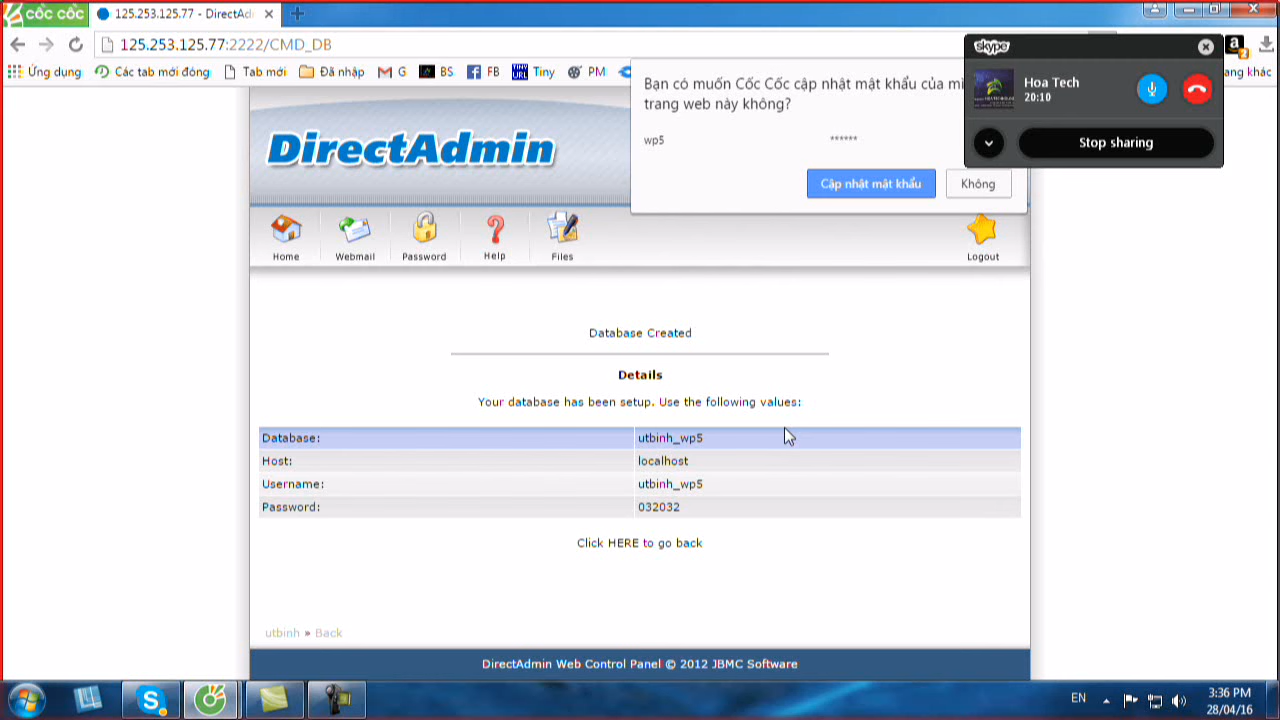 CỐC CỐC
125.253.125.77 - DirectAd
125.253.125.77:2222/CMD_DB
Ứng dụng
Các tab mới đóng
Tab mới
Đã nhập
G
BS
FB
Tiny
PM
ang khác
skype
Hoa Tech
20:10
Stop sharing
Bạn có muốn Cốc Cốc cập nhật mật khẩu của mì
trang web này không?
wp5
******
Cập nhật mật khẩu
Không
DirectAdmin
Home
Webmail
Password
Help
Files
Logout
Database Created
Details
Your database has been setup. Use the following values:
Database: utbinh_wp5
Host: localhost
Username: utbinh_wp5
Password: 032032
Click HERE to go back
utbinh » Back
DirectAdmin Web Control Panel © 2012 JBMC Software
EN
3:36 PM
28/04/16